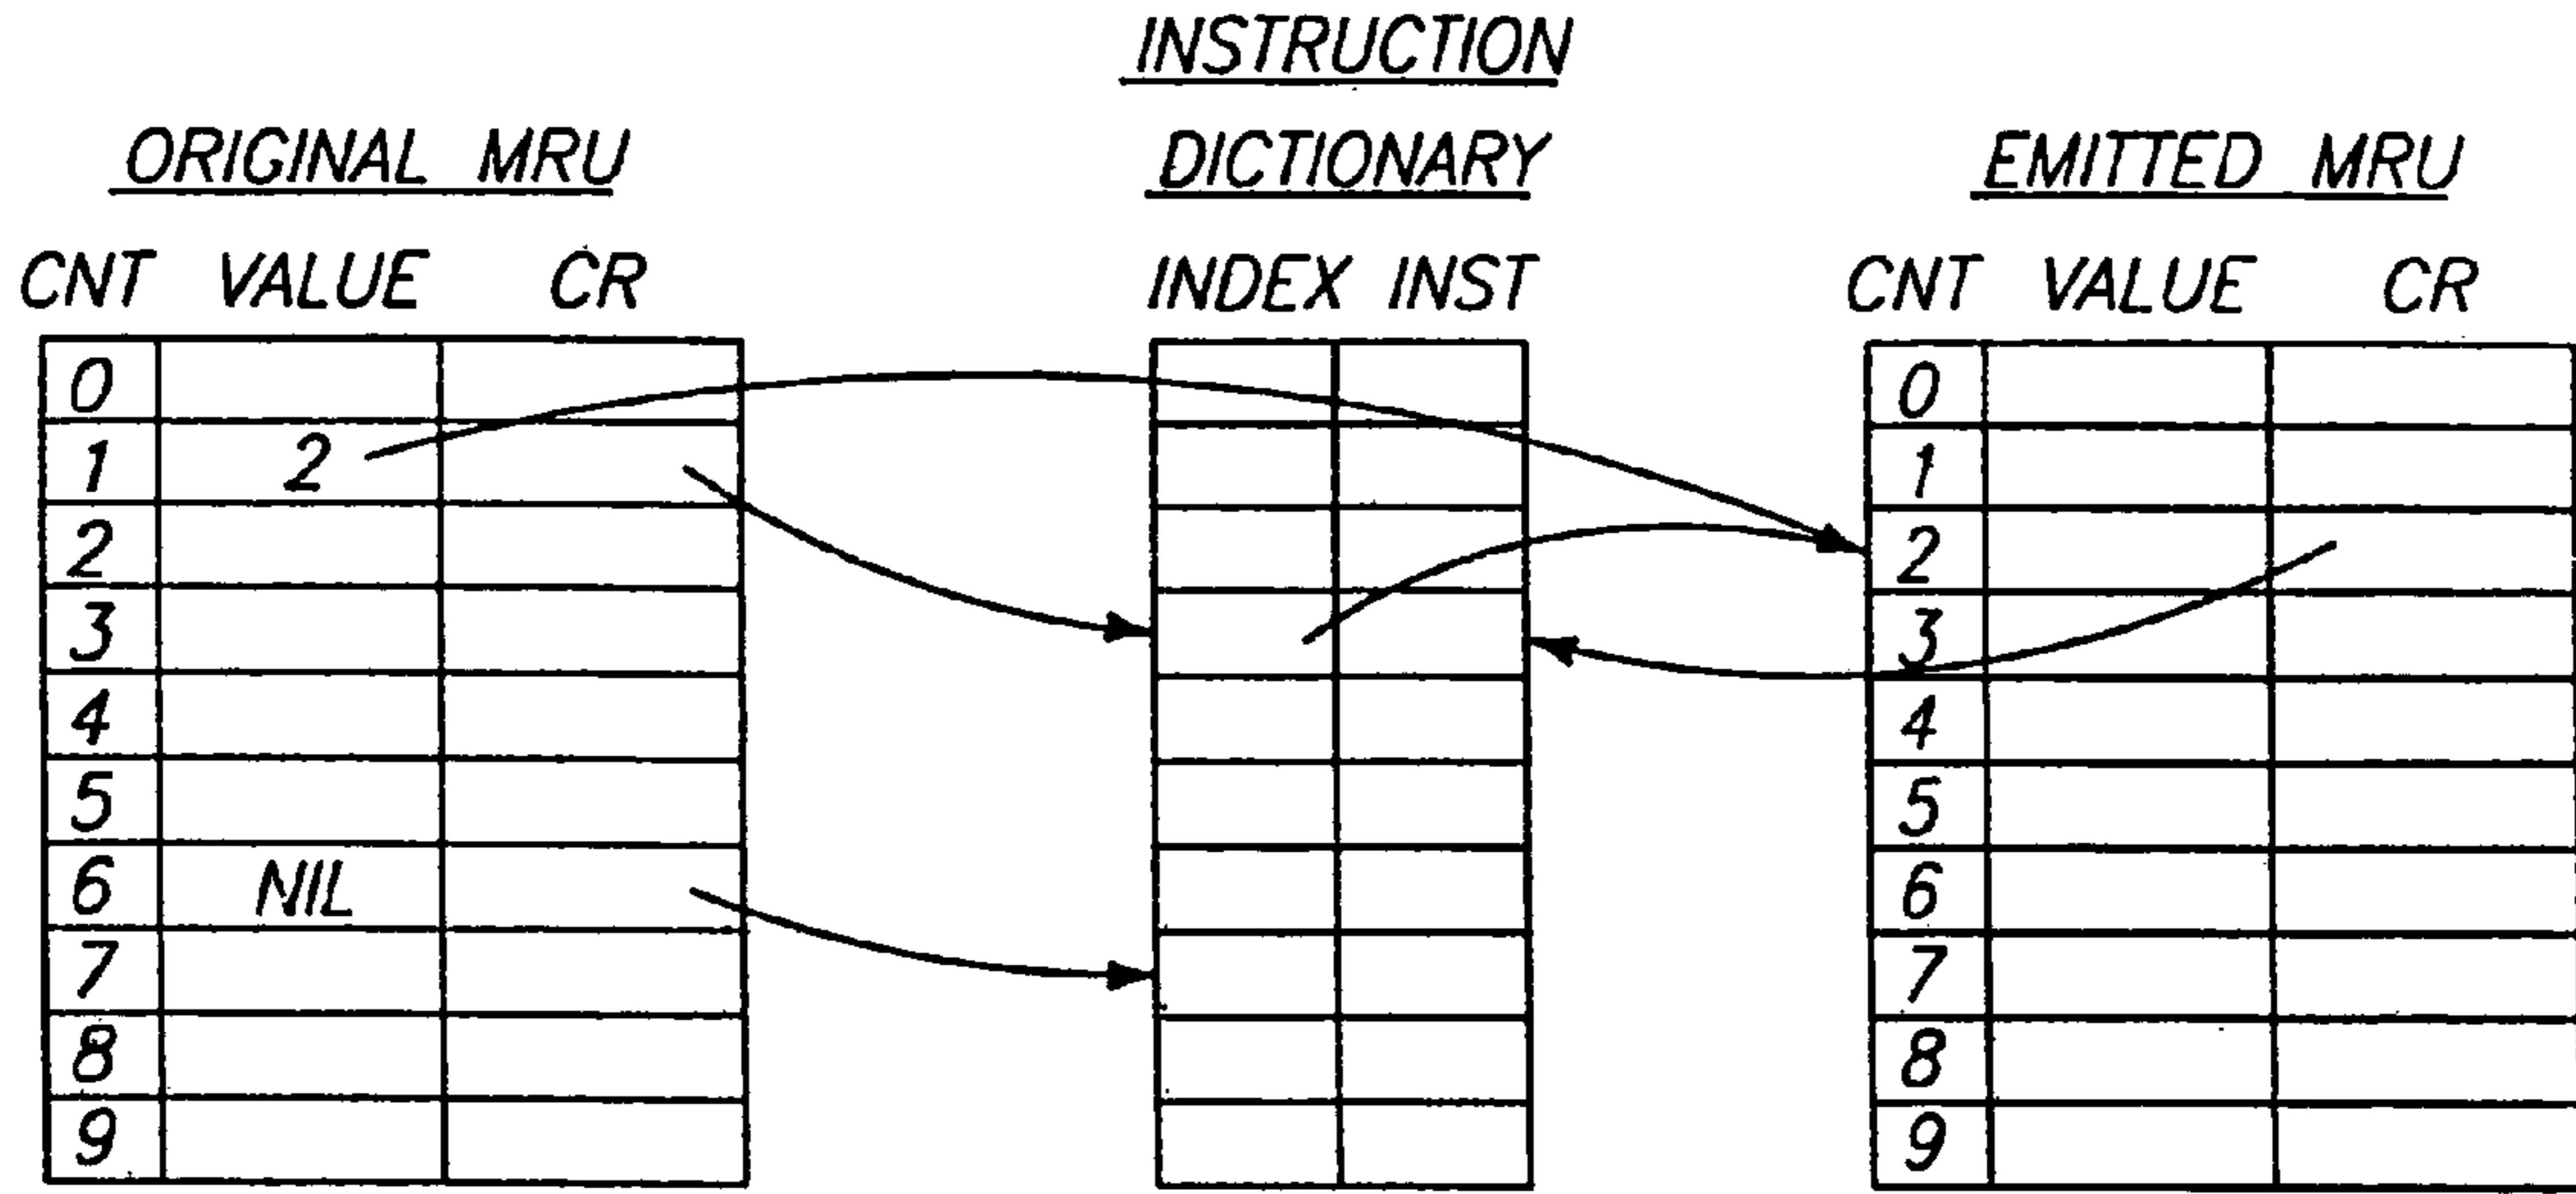 INSTRUCTION
ORIGINAL MRU DICTIONARY EMITTED MRU
CNT VALUE CR INDEX INST CNT VALUE CR
0 0
1 2 1
2 2
3 3
4 4
5 5
6 NIL 6
7 7
8 8
9 9